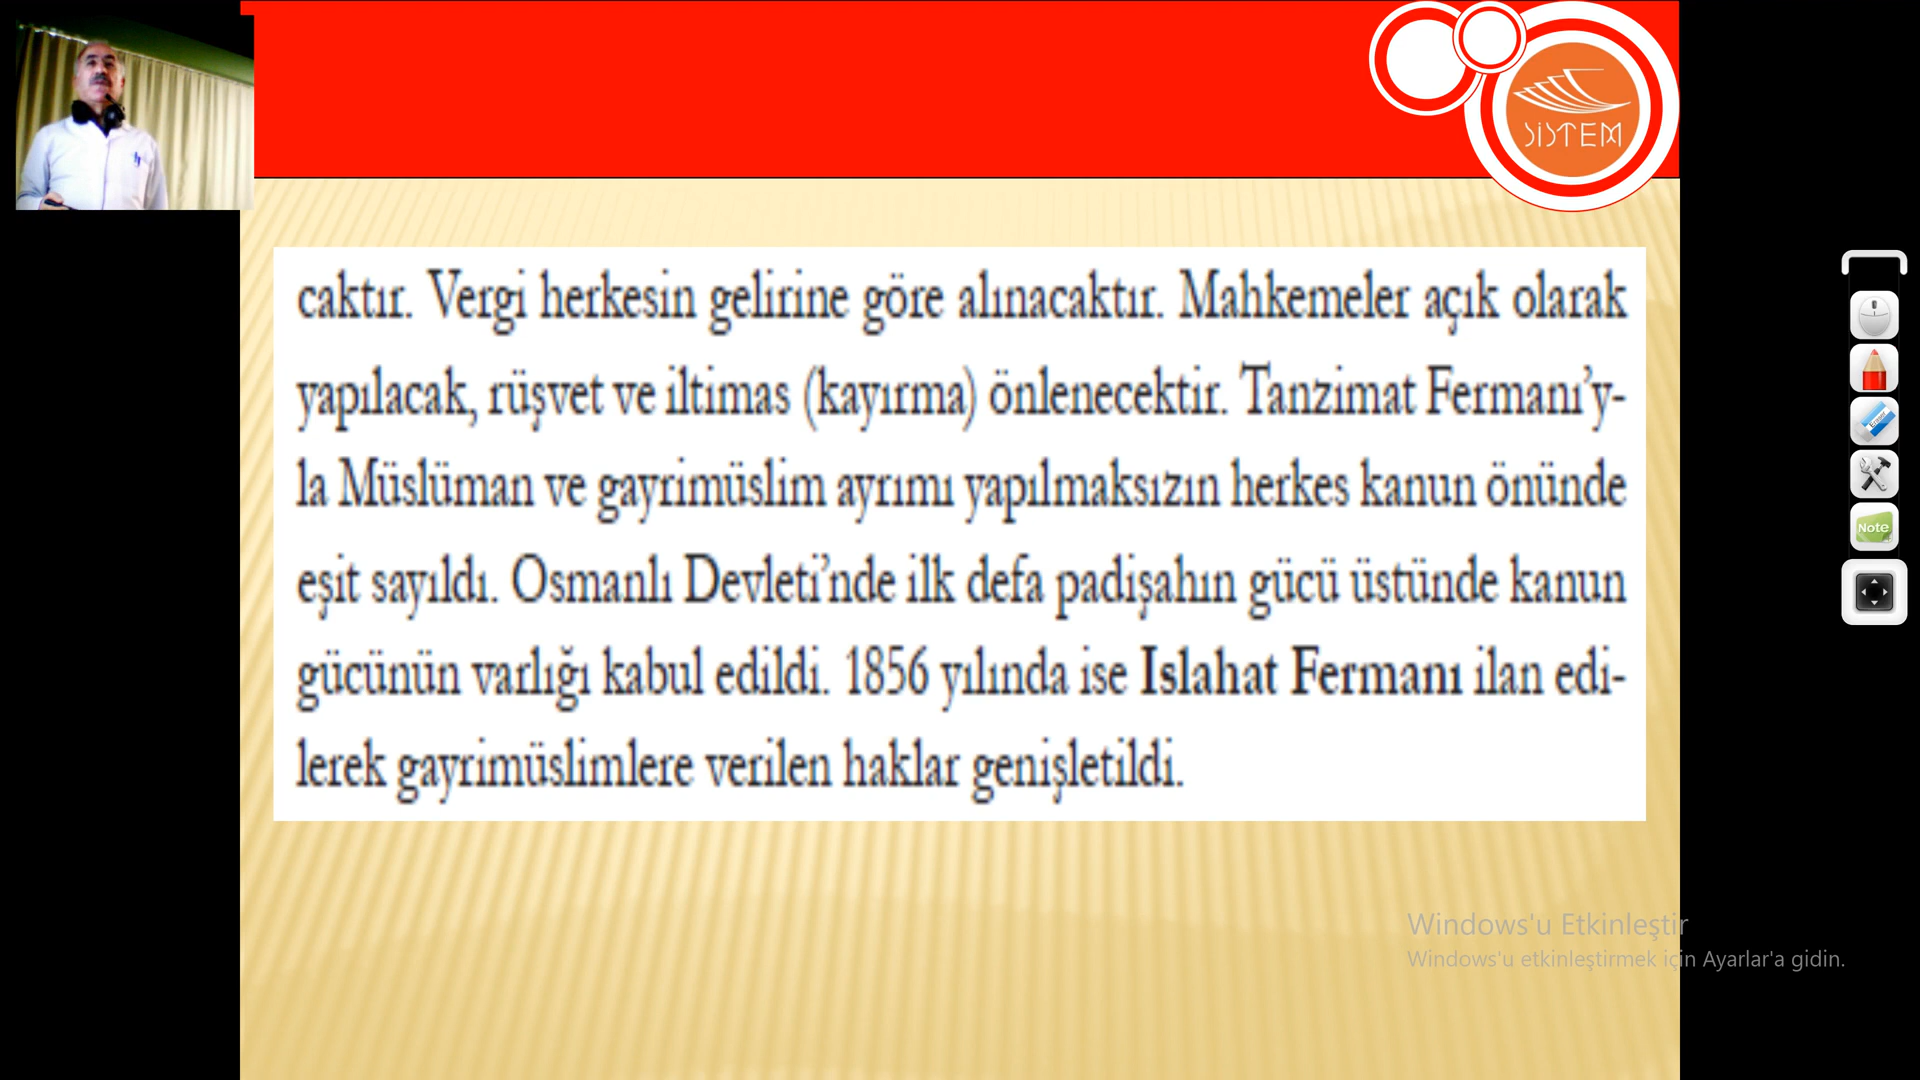 SİSTEM
caktır. Vergi herkesin gelirine göre alınacaktır. Mahkemeler açık olarak
yapılacak, rüşvet ve iltimas (kayırma) önlenecektir. Tanzimat Fermanı'y-
la Müslüman ve gayrimüslim ayrımı yapılmaksızın herkes kanun önünde
eşit sayıldı. Osmanlı Devleti'nde ilk defa padişahın gücü üstünde kanun
gücünün varlığı kabul edildi. 1856 yılında ise Islahat Fermanı ilan edi-
lerek gayrimüslimlere verilen haklar genişletildi.
Note
Windows'u Etkinleştir
Windows'u etkinleştirmek için Ayarlar'a gidin.